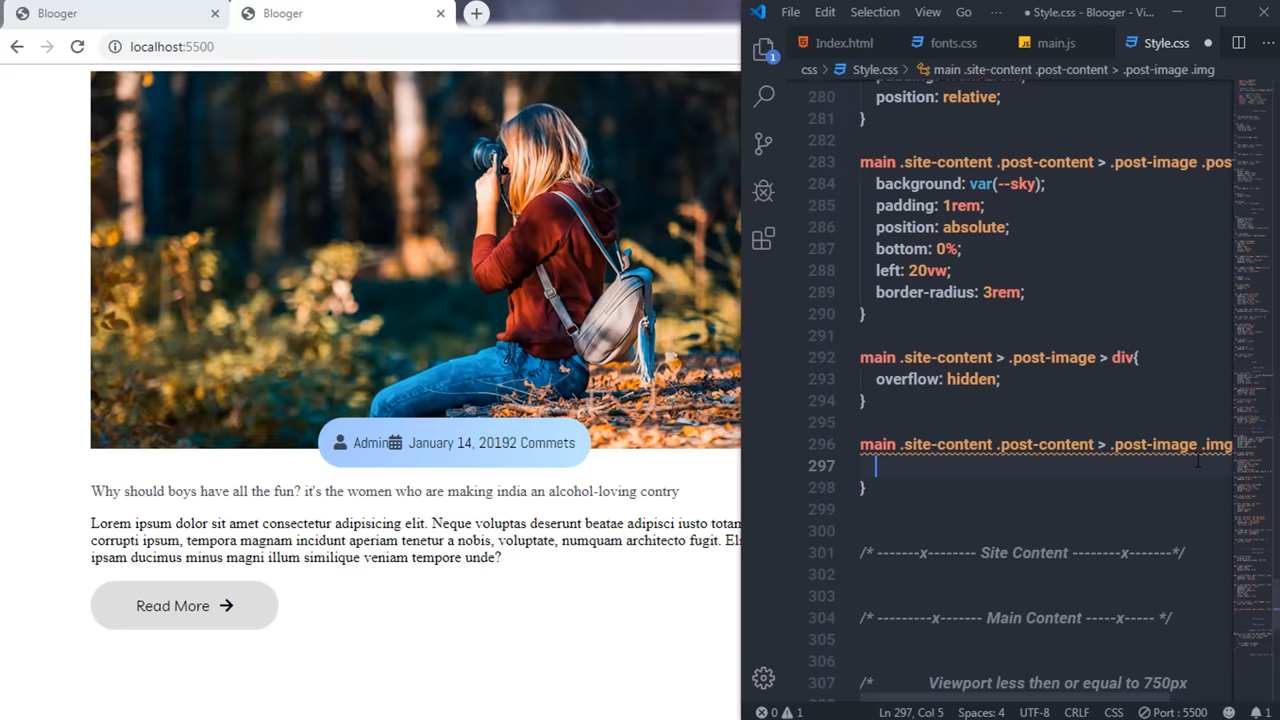 Blooger
Blooger
localhost:5500
Why should boys have all the fun? it's the women who are making india an alcohol-loving contry
Lorem ipsum dolor sit amet consectetur adipisicing elit. Neque voluptas deserunt beatae adipisci iusto totam
corrupti ipsum, tempora magnam incidunt aperiam tenetur a nobis, voluptate, numquam architecto fugit. Els
ipsam ducimus minus magni illum similique veniam tempore unde?
Admin January 14, 20192 Commets
Read More
File Edit Selection View Go ··· ● Style.css - Blooger - Vi...
Index.html fonts.css main.js Style.css
css > Style.css > main .site-content .post-content > .post-image .img
280 position: relative;
281 }
282
283 main .site-content .post-content > .post-image .pos
284 background: var(--sky);
285 padding: 1rem;
286 position: absolute;
287 bottom: 0%;
288 left: 20vw;
289 border-radius: 3rem;
290 }
291
292 main .site-content > .post-image > div{
293 overflow: hidden;
294 }
295
296 main .site-content .post-content > .post-image .img
297
298 }
299
300
301 /* -------x-------- Site Content --------x-------*/
302
303
304 /* ---------x------- Main Content -----x----- */
305
306
307 /* Viewport less then or equal to 750px
1
0 1 Ln 297, Col 5 Spaces: 4 UTF-8 CRLF CSS Port : 5500 1